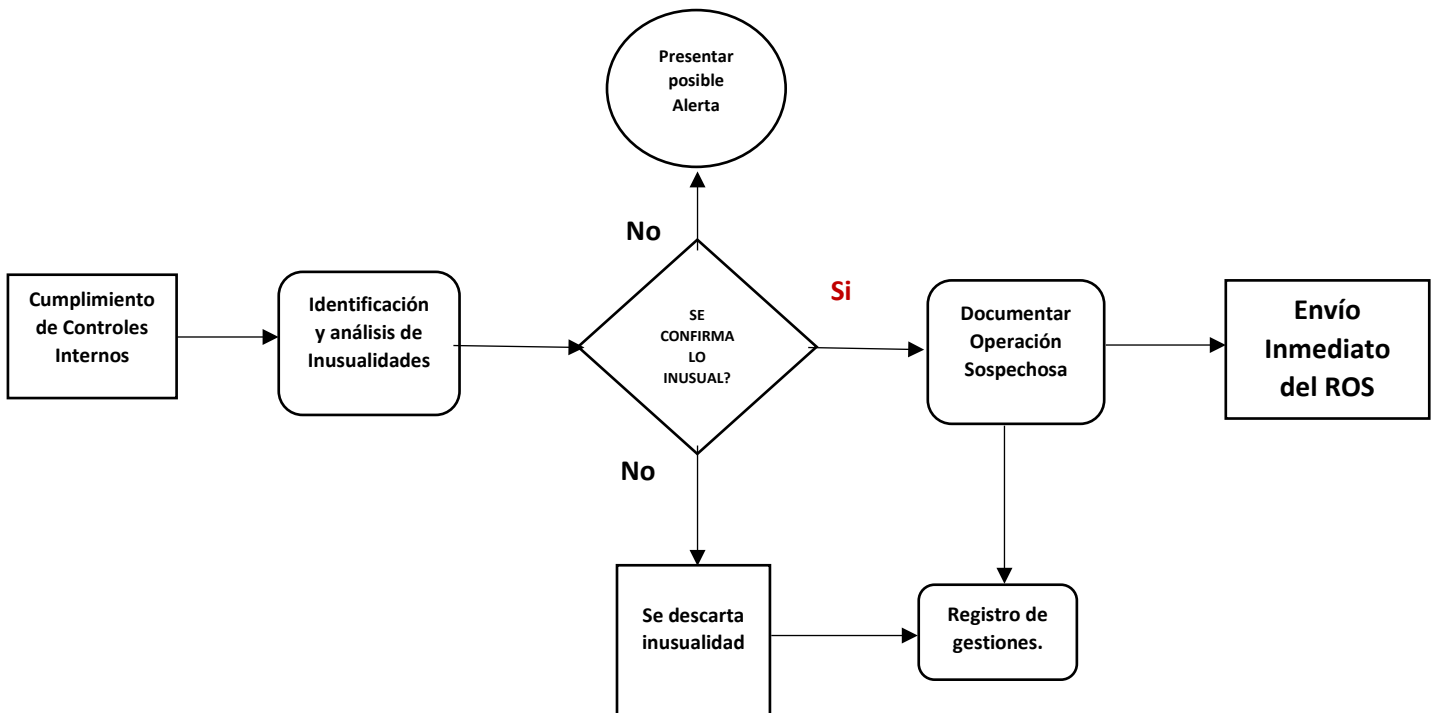 Presentar
posible
Alerta
No
Cumplimiento
de Controles
Internos
Identificación
y análisis de
Inusualidades
SE
CONFIRMA
LO
INUSUAL?
Si
Documentar
Operación
Sospechosa
Envío
Inmediato
del ROS
No
Se descarta
inusualidad
Registro de
gestiones.